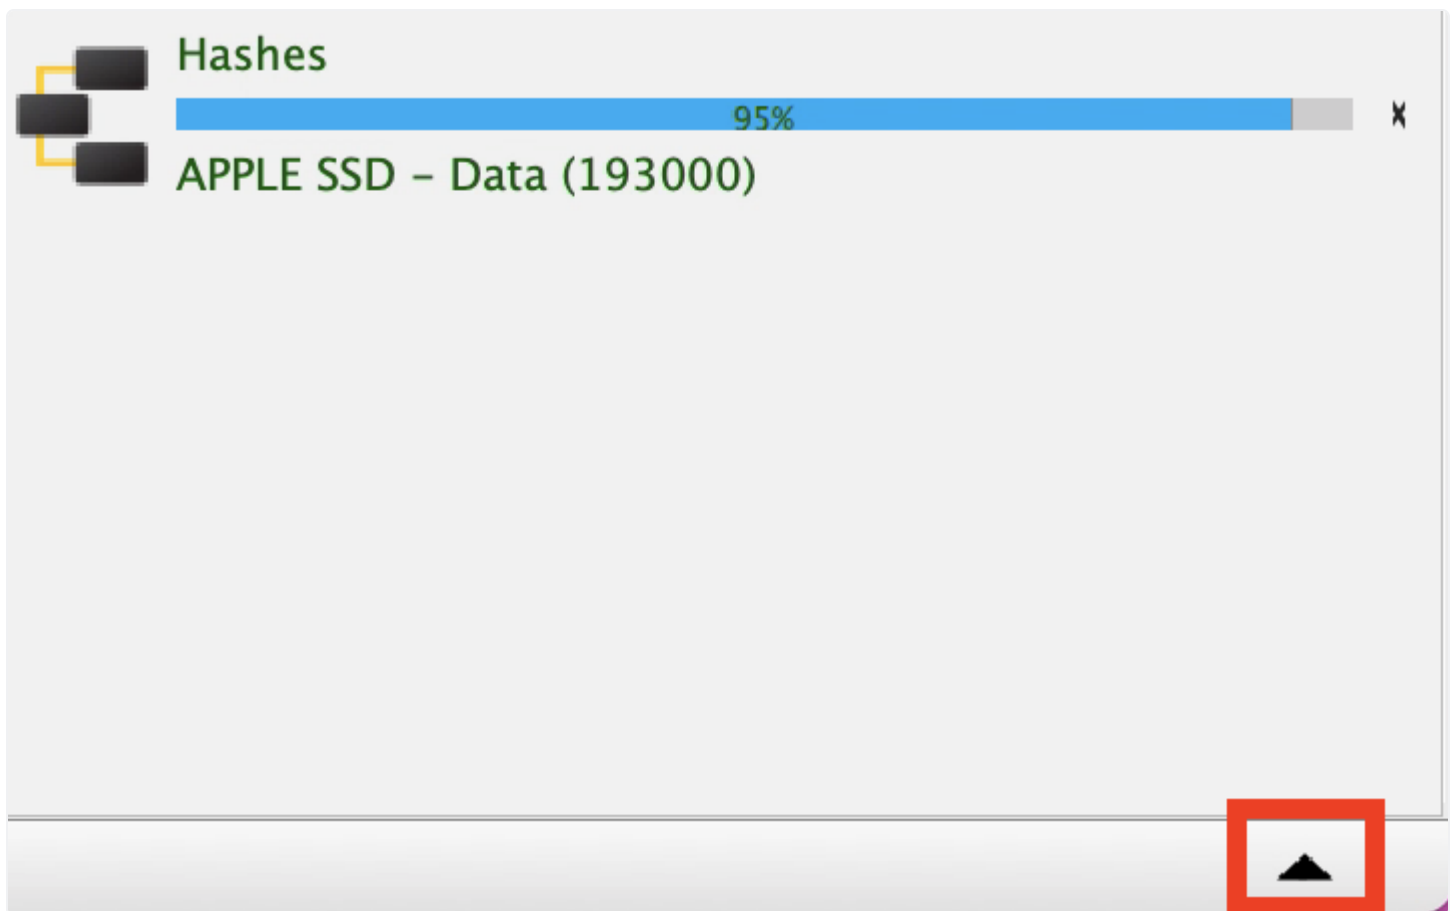 Hashes
95%
APPLE SSD – Data (193000)